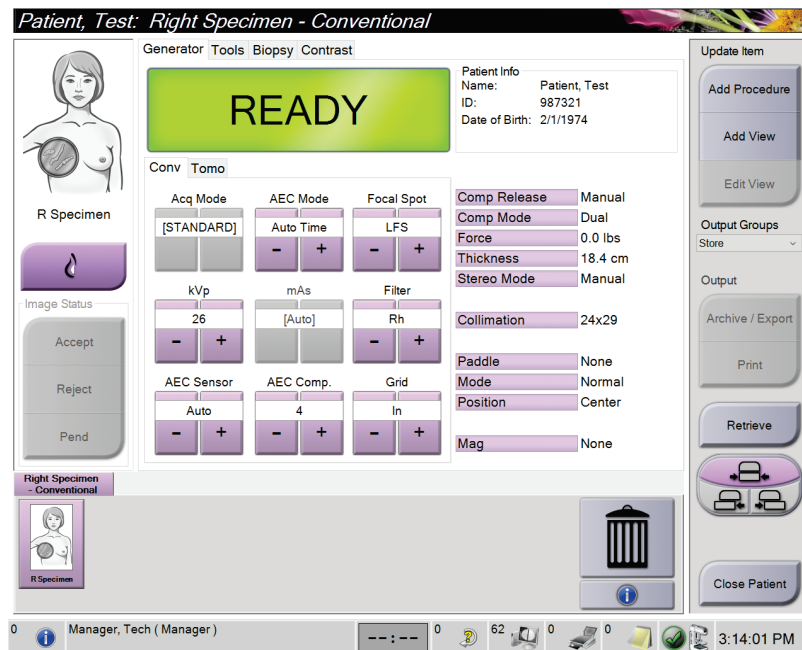 Patient, Test: Right Specimen - Conventional
Generator Tools Biopsy Contrast
READY
Patient Info
Name: Patient, Test
ID: 987321
Date of Birth: 2/1/1974
Update Item
Add Procedure
Add View
Edit View
Output Groups
Store
Output
Archive / Export
Print
Retrieve
Close Patient
R Specimen
Image Status
Accept
Reject
Pend
Conv Tomo
Acq Mode AEC Mode Focal Spot
[STANDARD] Auto Time LFS
- + - +
kVp mAs Filter
26 [Auto] Rh
- + - +
AEC Sensor AEC Comp. Grid
Auto 4 In
- + - + - +
Comp Release Manual
Comp Mode Dual
Force 0.0 lbs
Thickness 18.4 cm
Stereo Mode Manual
Collimation 24x29
Paddle None
Mode Normal
Position Center
Mag None
Right Specimen
- Conventional
R Specimen
0 Manager, Tech ( Manager ) --:-- 0 62 0 0 3:14:01 PM